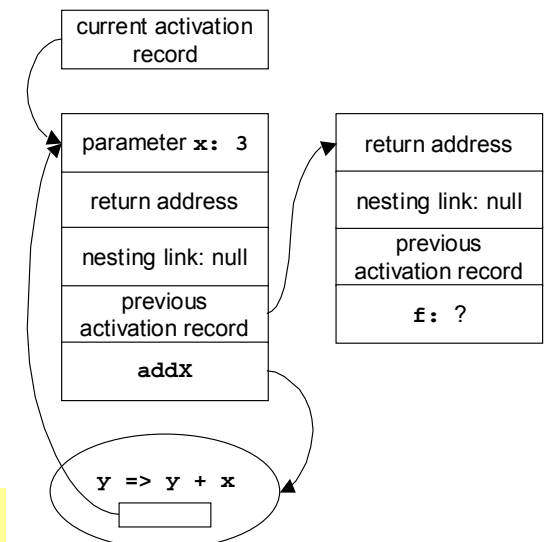 current activation
record
parameter x: 3
return address
nesting link: null
previous
activation record
addX
return address
nesting link: null
previous
activation record
f: ?
y => y + x